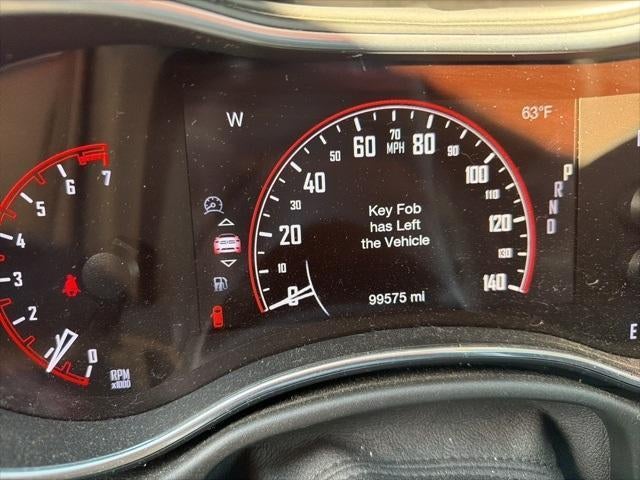 W
63°F
7
6
5
4
3
2
1
0
RPM
x1000
0
10
20
30
40
50
60
70
MPH
80
90
100
110
120
130
140
Key Fob
has Left
the Vehicle
99575 mi
P
R
N
D
E